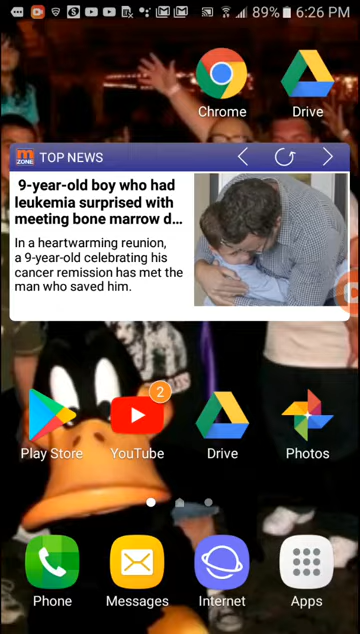 89% 6:26 PM
Chrome
Drive
m
ZONE
TOP NEWS
9-year-old boy who had
leukemia surprised with
meeting bone marrow d...
In a heartwarming reunion,
a 9-year-old celebrating his
cancer remission has met the
man who saved him.
2
Play Store
YouTube
Drive
Photos
Phone
Messages
Internet
Apps